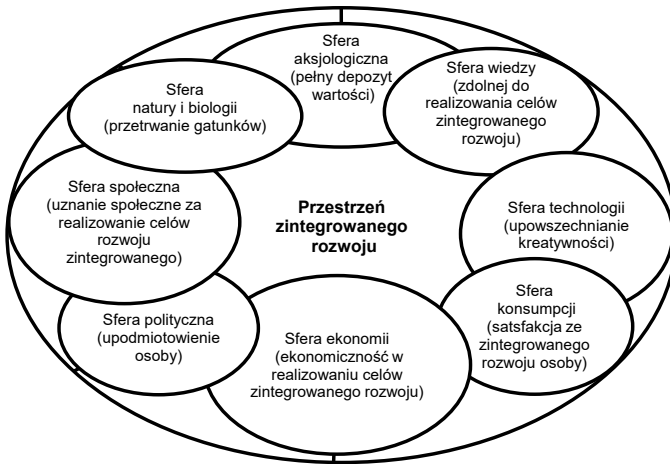 Sfera
aksjologiczna
(pełny depozyt
wartości)
Sfera wiedzy
(zdolnej do
realizowania celów
zintegrowanego
rozwoju)
Sfera
natury i biologii
(przetrwanie gatunków)
Sfera społeczna
(uznanie społeczne za
realizowanie celów
rozwoju
zintegrowanego)
Przestrzeń
zintegrowanego
rozwoju
Sfera technologii
(upowszechnianie
kreatywności)
Sfera
konsumpcji
(satsfakcja ze
zintegrowanego
rozwoju osoby)
Sfera polityczna
(upodmiotowienie
osoby)
Sfera ekonomii
(ekonomiczność w
realizowaniu celów
zintegrowanego rozwoju)